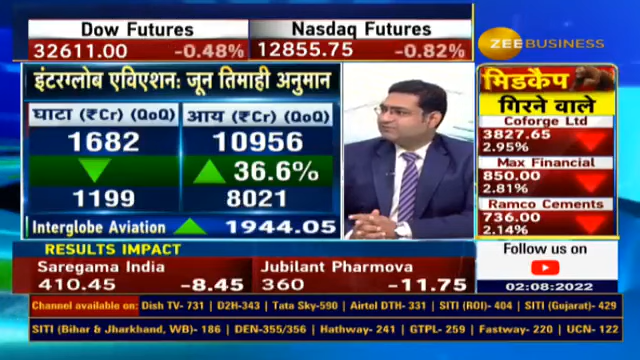 Dow Futures
32611.00 -0.48%
Nasdaq Futures
12855.75 -0.82%
ZEE BUSINESS
इंटरग्लोब एविएशन: जून तिमाही अनुमान
घाटा (₹Cr) (QoQ)
1682
1199
आय (₹Cr) (QoQ)
10956
36.6%
8021
Interglobe Aviation 1944.05
मिडकैप
गिरने वाले
Coforge Ltd
3827.65
2.95%
Max Financial
850.00
2.81%
Ramco Cements
736.00
2.14%
RESULTS IMPACT
Saregama India
410.45 -8.45
Jubilant Pharmova
360 -11.75
Follow us on
02:08:2022
Channel available on: Dish TV- 731 | D2H-343 | Tata Sky-590 | Airtel DTH- 331 | SITI (ROI)- 404 | SITI (Gujarat)- 429
SITI (Bihar & Jharkhand, WB)- 186 | DEN-355/356 | Hathway- 241 | GTPL- 259 | Fastway- 220 | UCN- 122